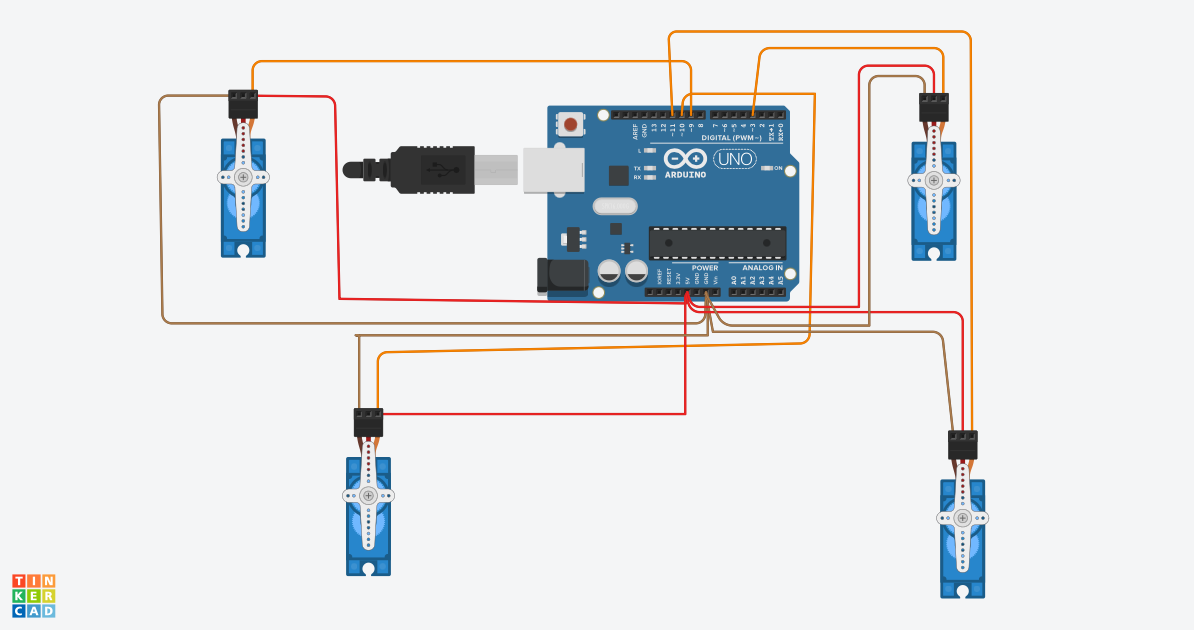 AREF
GND
13
12
~11
~10
~9
8
7
~6
~5
4
~3
2
TX→1
RX←0
DIGITAL (PWM~)
L
TX
RX
UNO
ARDUINO
ON
POWER
ANALOG IN
IOREF
RESET
3.3V
5V
GND
GND
Vin
A0
A1
A2
A3
A4
A5
TIN
KER
CAD